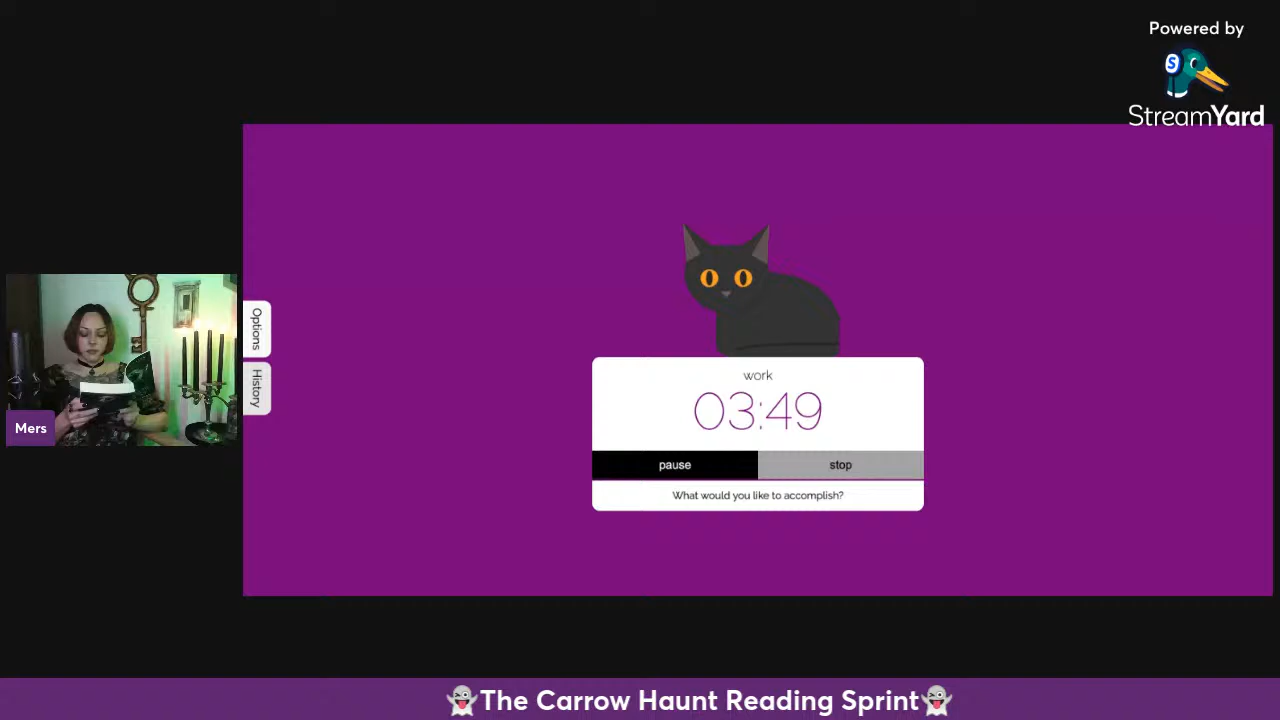 Powered by
S
StreamYard
Options
History
work
03:49
pause
stop
What would you like to accomplish?
Mers
👻The Carrow Haunt Reading Sprint👻